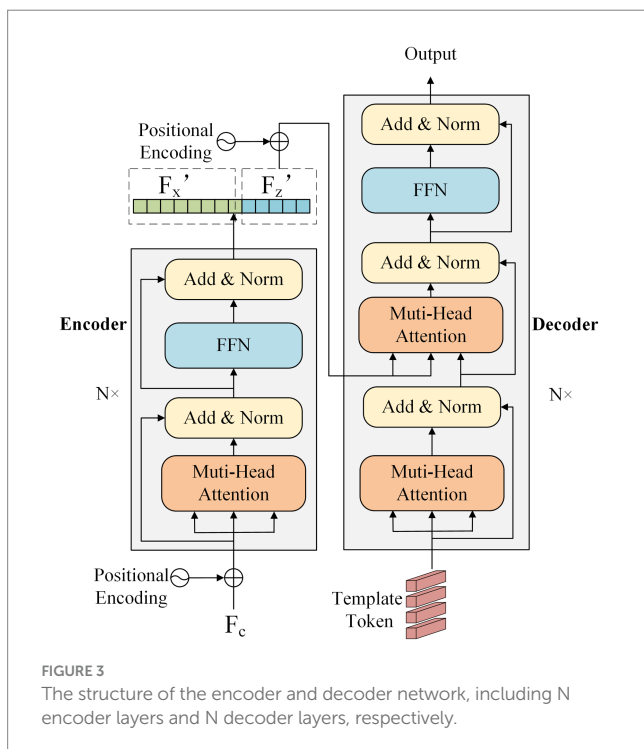 Output
Add & Norm
FFN
Add & Norm
Muti-Head
Attention
Decoder
N×
Add & Norm
Muti-Head
Attention
Template
Token
Positional
Encoding
Fx’
Fz’
Add & Norm
Encoder
FFN
N×
Add & Norm
Muti-Head
Attention
Positional
Encoding
Fc
FIGURE 3
The structure of the encoder and decoder network, including N
encoder layers and N decoder layers, respectively.